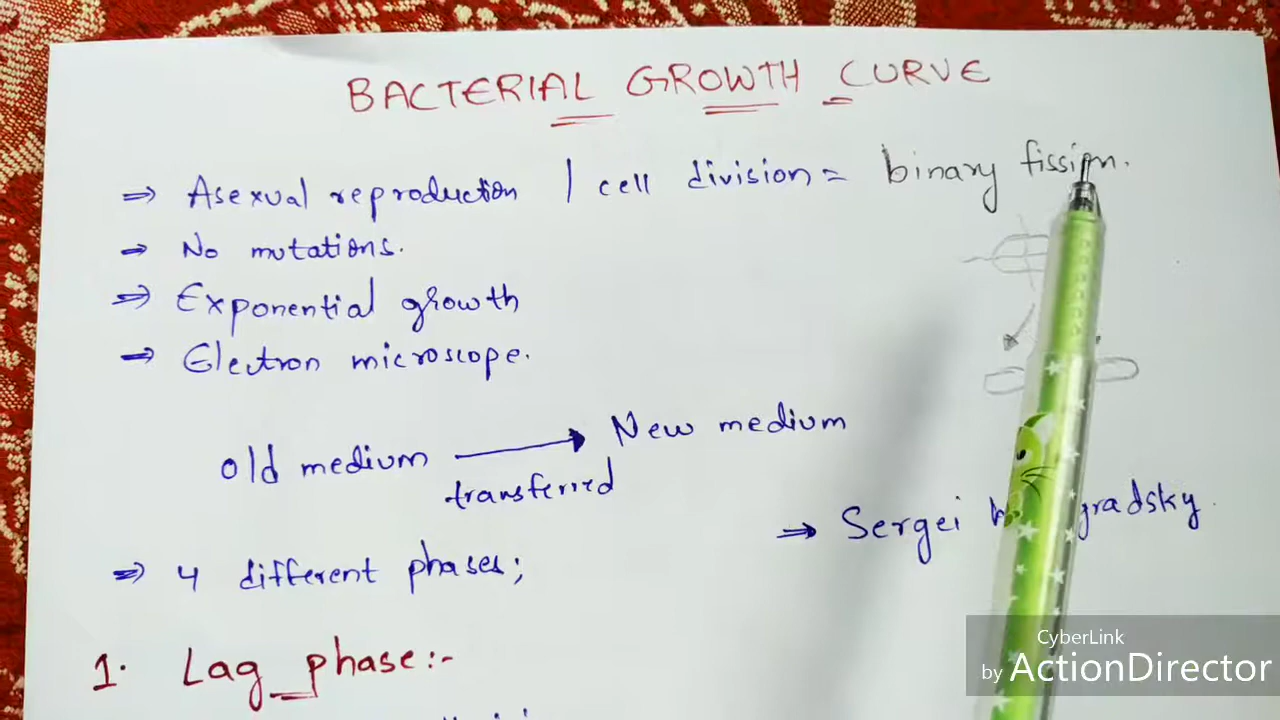 BACTERIAL GROWTH CURVE
⇒ Asexual reproduction / cell division = binary fission.
→ No mutations.
⇒ Exponential growth
→ Electron microscope.
Old medium → New medium
transferred
⇒ Sergei gradsky.
⇒ 4 different phases;
1. Lag phase:-
CyberLink
by ActionDirector